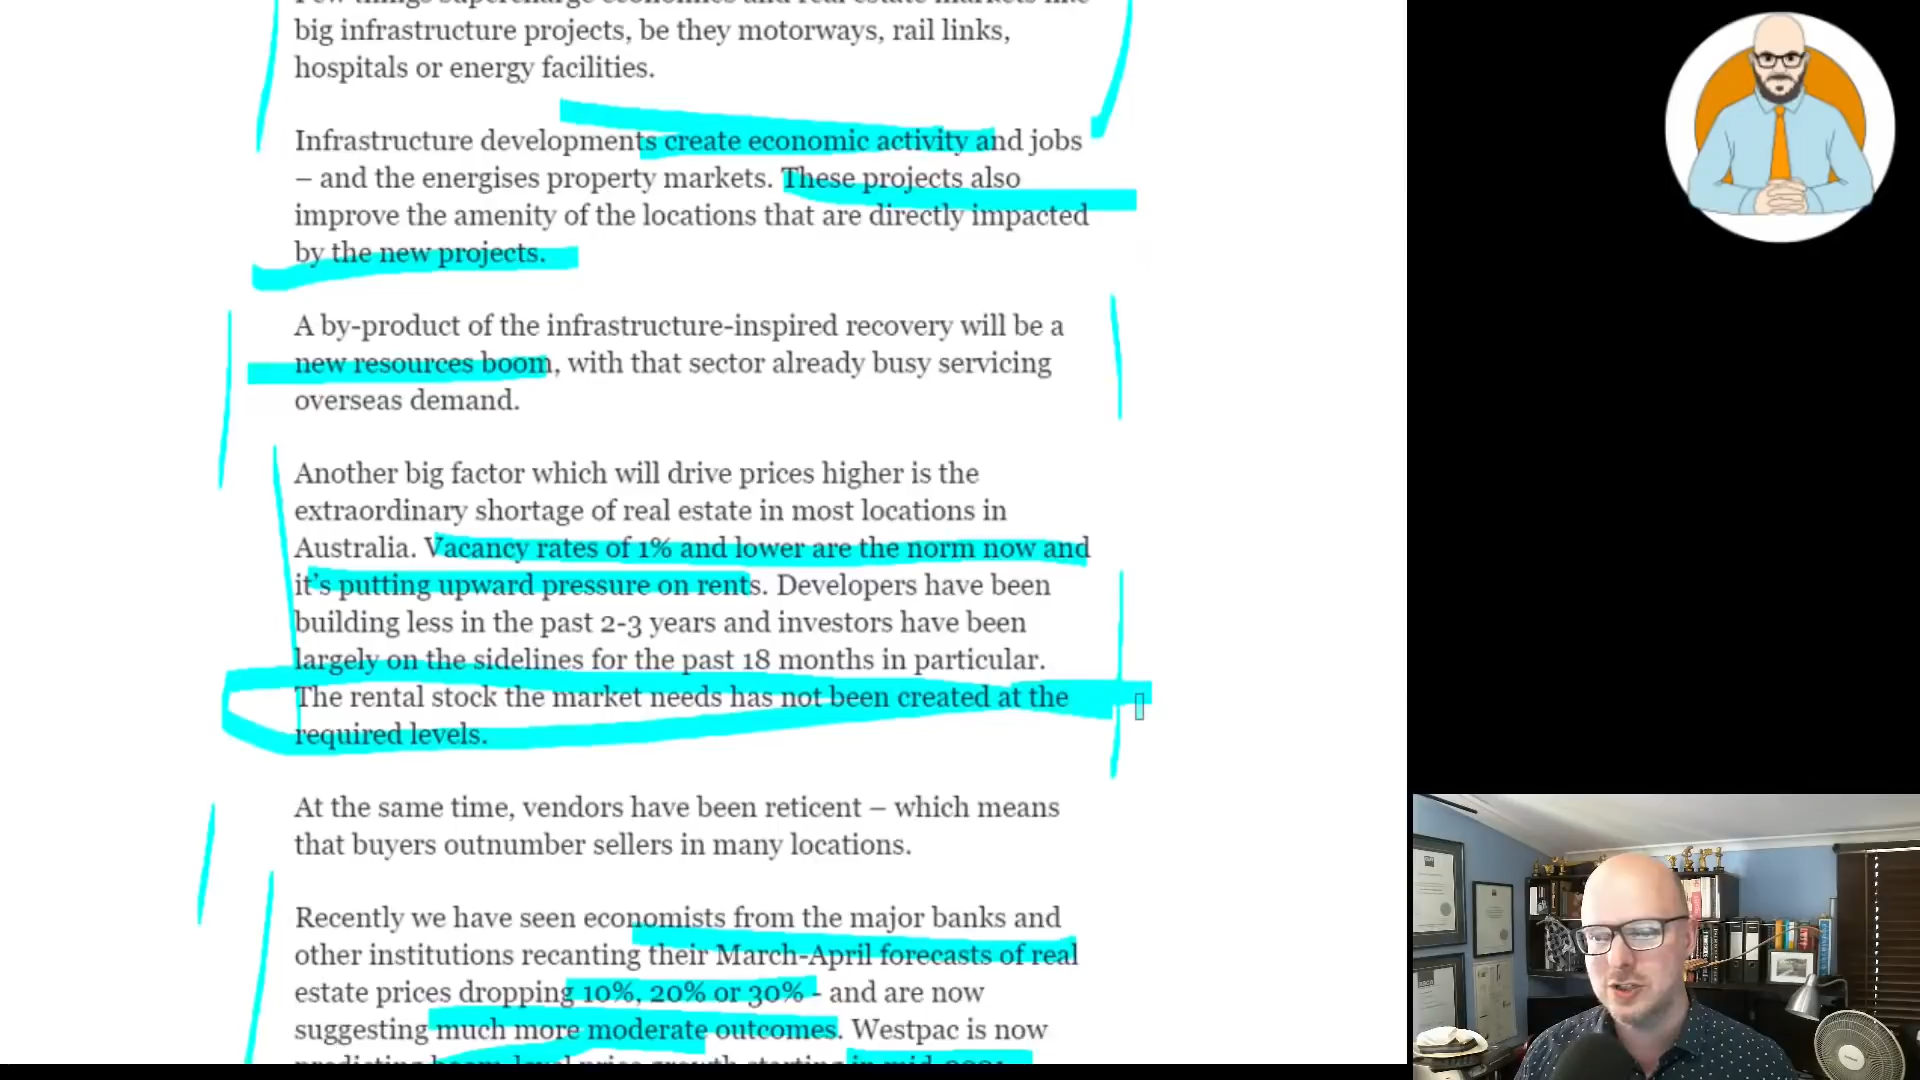 big infrastructure projects, be they motorways, rail links,
hospitals or energy facilities.
Infrastructure developments create economic activity and jobs
– and the energises property markets. These projects also
improve the amenity of the locations that are directly impacted
by the new projects.
A by-product of the infrastructure-inspired recovery will be a
new resources boom, with that sector already busy servicing
overseas demand.
Another big factor which will drive prices higher is the
extraordinary shortage of real estate in most locations in
Australia. Vacancy rates of 1% and lower are the norm now and
it’s putting upward pressure on rents. Developers have been
building less in the past 2-3 years and investors have been
largely on the sidelines for the past 18 months in particular.
The rental stock the market needs has not been created at the
required levels.
At the same time, vendors have been reticent – which means
that buyers outnumber sellers in many locations.
Recently we have seen economists from the major banks and
other institutions recanting their March-April forecasts of real
estate prices dropping 10%, 20% or 30% - and are now
suggesting much more moderate outcomes. Westpac is now